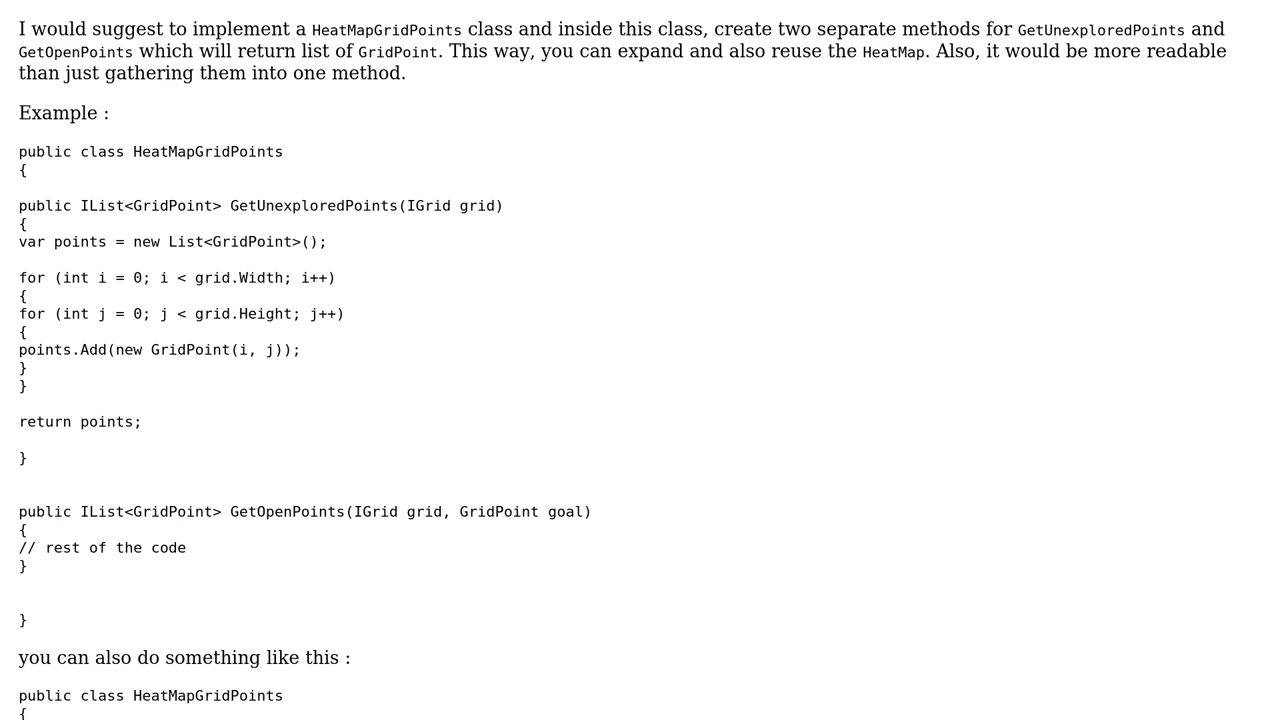 I would suggest to implement a HeatMapGridPoints class and inside this class, create two separate methods for GetUnexploredPoints and
GetOpenPoints which will return list of GridPoint. This way, you can expand and also reuse the HeatMap. Also, it would be more readable
than just gathering them into one method.
Example :
public class HeatMapGridPoints
{
public IList<GridPoint> GetUnexploredPoints(IGrid grid)
{
var points = new List<GridPoint>();
for (int i = 0; i < grid.Width; i++)
{
for (int j = 0; j < grid.Height; j++)
{
points.Add(new GridPoint(i, j));
}
}
return points;
}
public IList<GridPoint> GetOpenPoints(IGrid grid, GridPoint goal)
{
// rest of the code
}
}
you can also do something like this :
public class HeatMapGridPoints
{